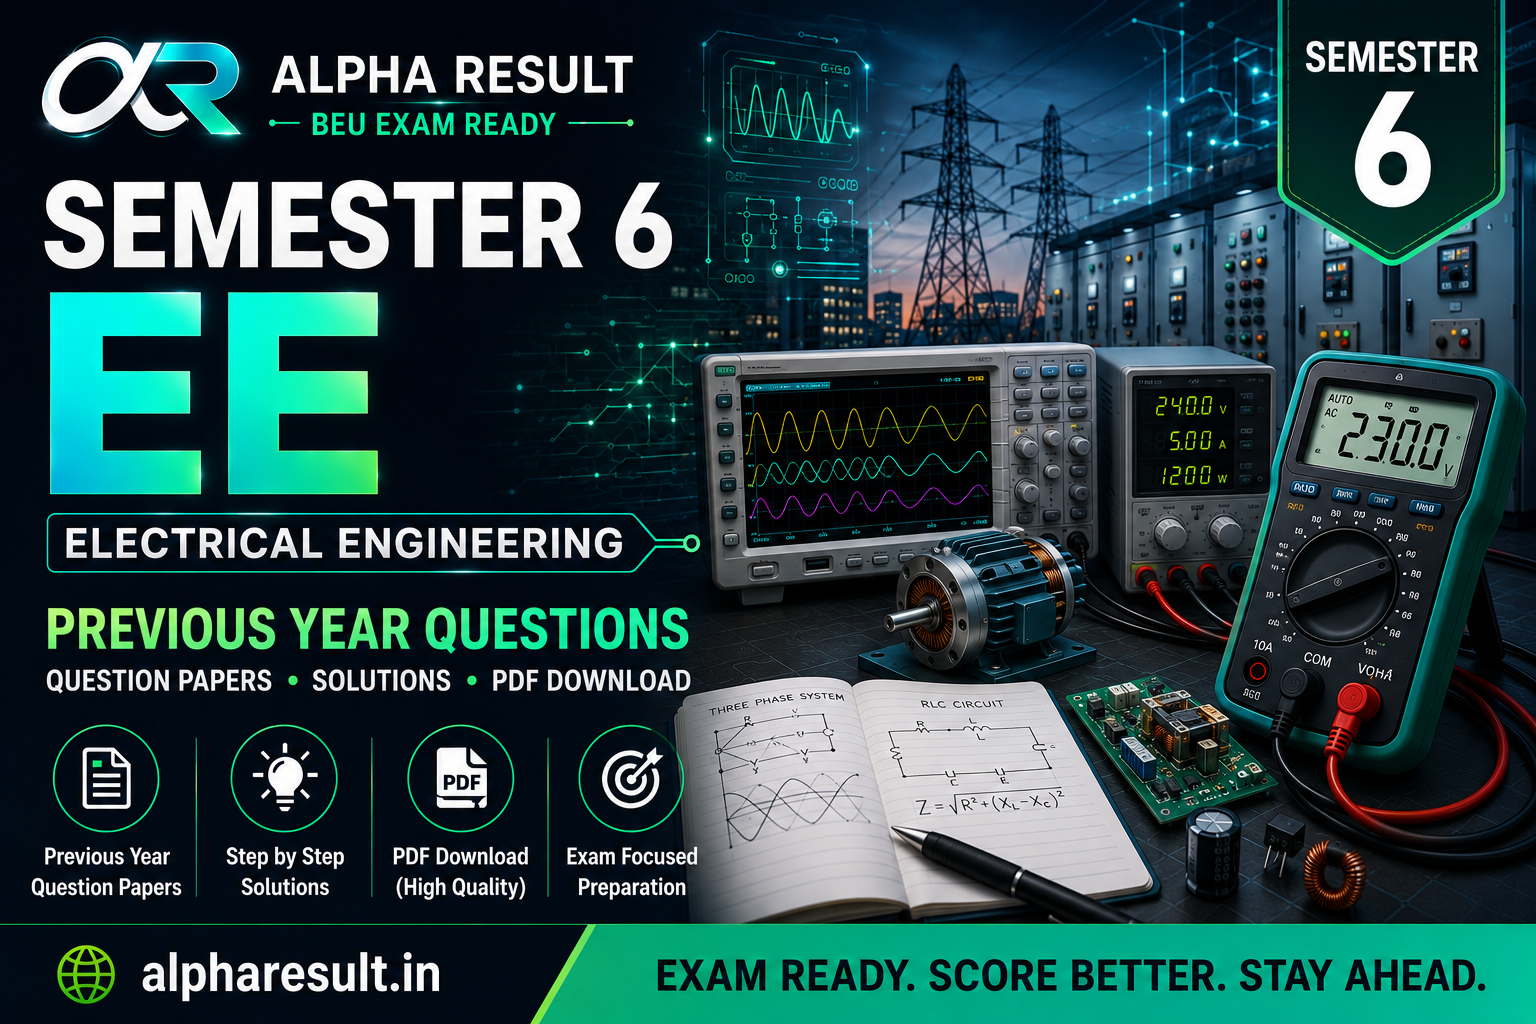 ALPHA RESULT
BEU EXAM READY
SEMESTER 6
EE
ELECTRICAL ENGINEERING
PREVIOUS YEAR QUESTIONS
QUESTION PAPERS • SOLUTIONS • PDF DOWNLOAD
PDF
Previous Year
Question Papers
Step by Step
Solutions
PDF Download
(High Quality)
Exam Focused
Preparation
alpharesult.in
EXAM READY. SCORE BETTER. STAY AHEAD.
SEMESTER
6
240.0 V
5.00 A
1200 W
AUTO
AC
230.0 V
10A
COM
VΩHA
THREE PHASE SYSTEM
RLC CIRCUIT
R
L
Z = √R² + (X_L - X_C)²